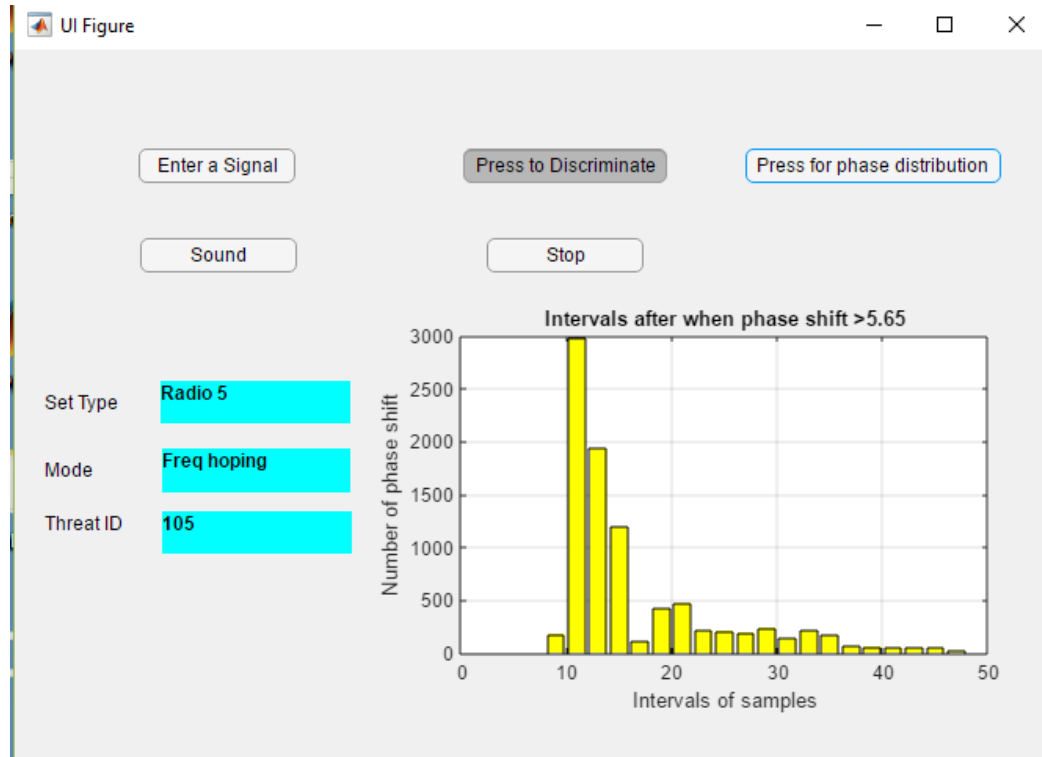 UI Figure
Enter a Signal
Press to Discriminate
Press for phase distribution
Sound
Stop
Set Type
Radio 5
Mode
Freq hoping
Threat ID
105
Intervals after when phase shift >5.65
Number of phase shift
3000
2500
2000
1500
1000
500
0
0 10 20 30 40 50
Intervals of samples